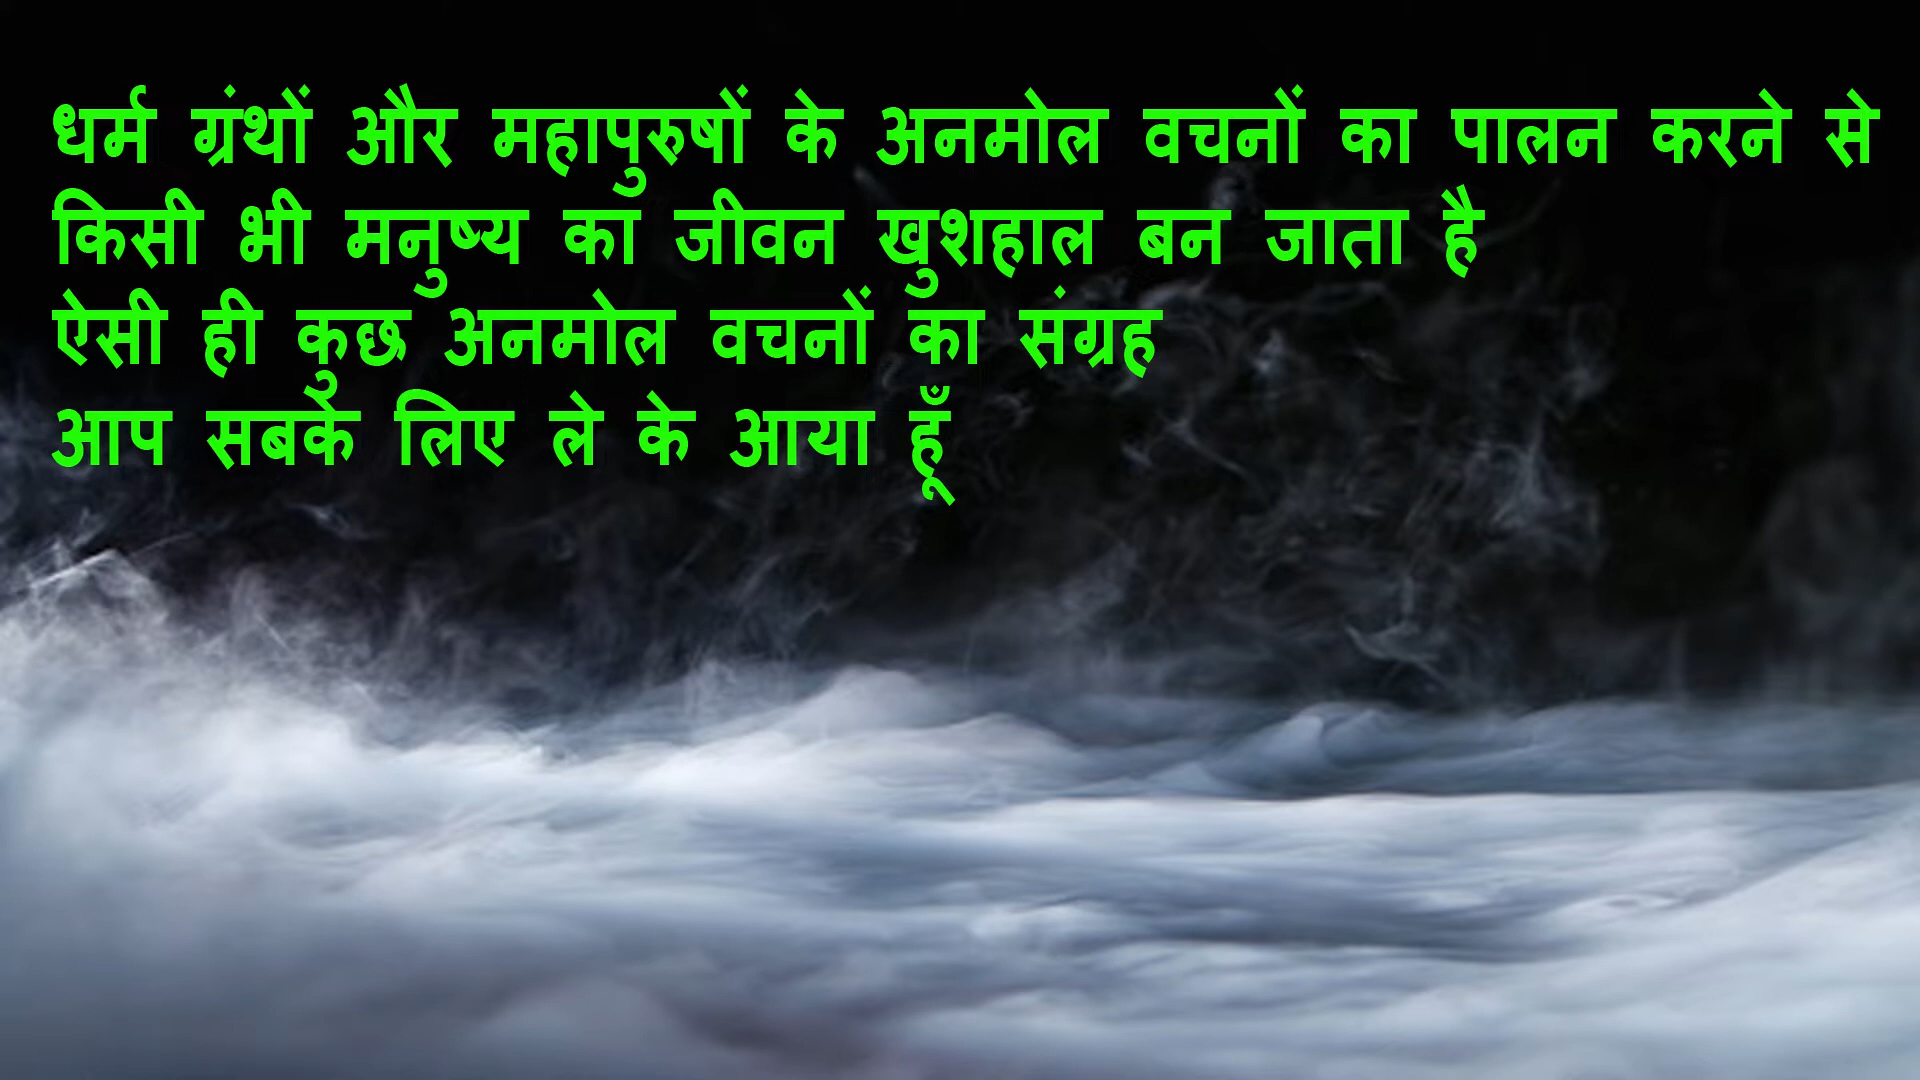 धर्म ग्रंथों और महापुरुषों के अनमोल वचनों का पालन करने से
किसी भी मनुष्य का जीवन खुशहाल बन जाता है
ऐसी ही कुछ अनमोल वचनों का संग्रह
आप सबके लिए ले के आया हूँ